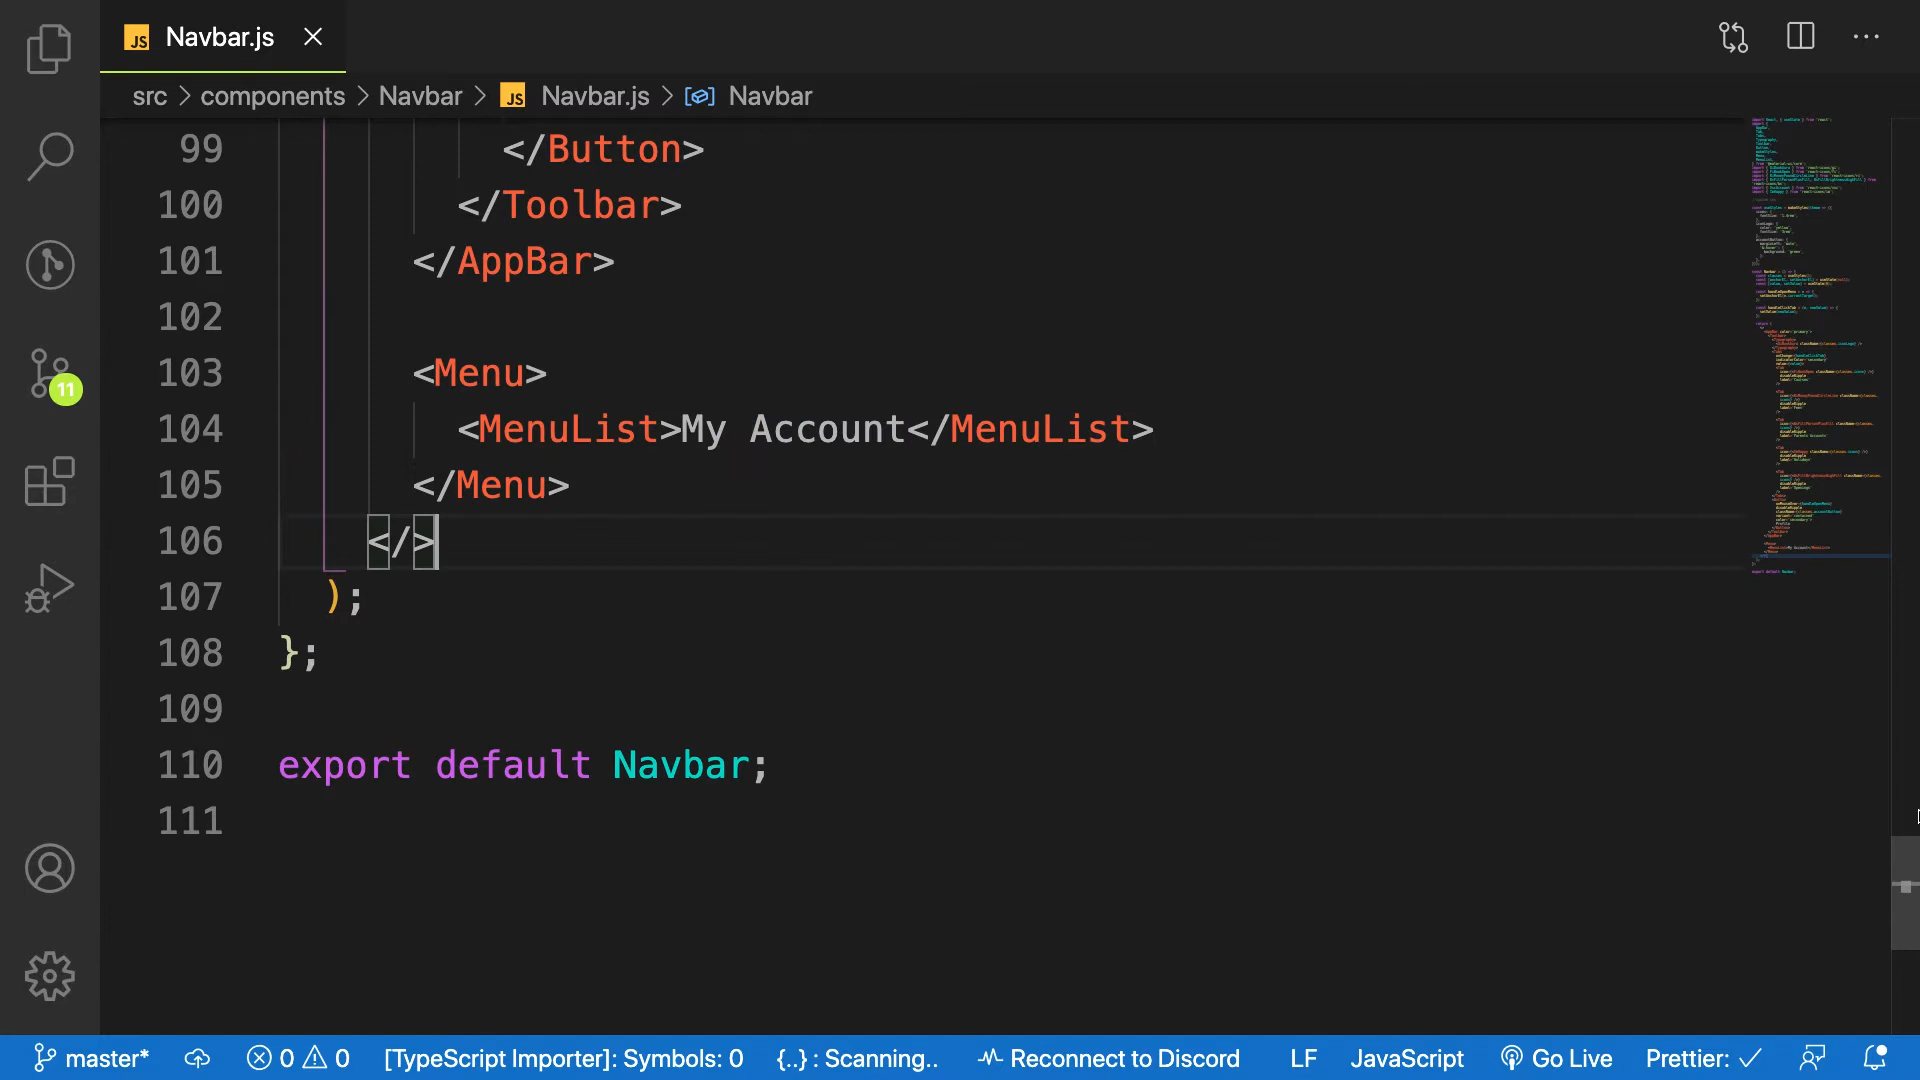 JS Navbar.js
src > components > Navbar > JS Navbar.js > Navbar
99 </Button>
100 </Toolbar>
101 </AppBar>
102
103 <Menu>
104 <MenuList>My Account</MenuList>
105 </Menu>
106 </>
107 );
108 };
109
110 export default Navbar;
111
11
master* 0 0 [TypeScript Importer]: Symbols: 0 {..} : Scanning.. Reconnect to Discord LF JavaScript Go Live Prettier: ✓